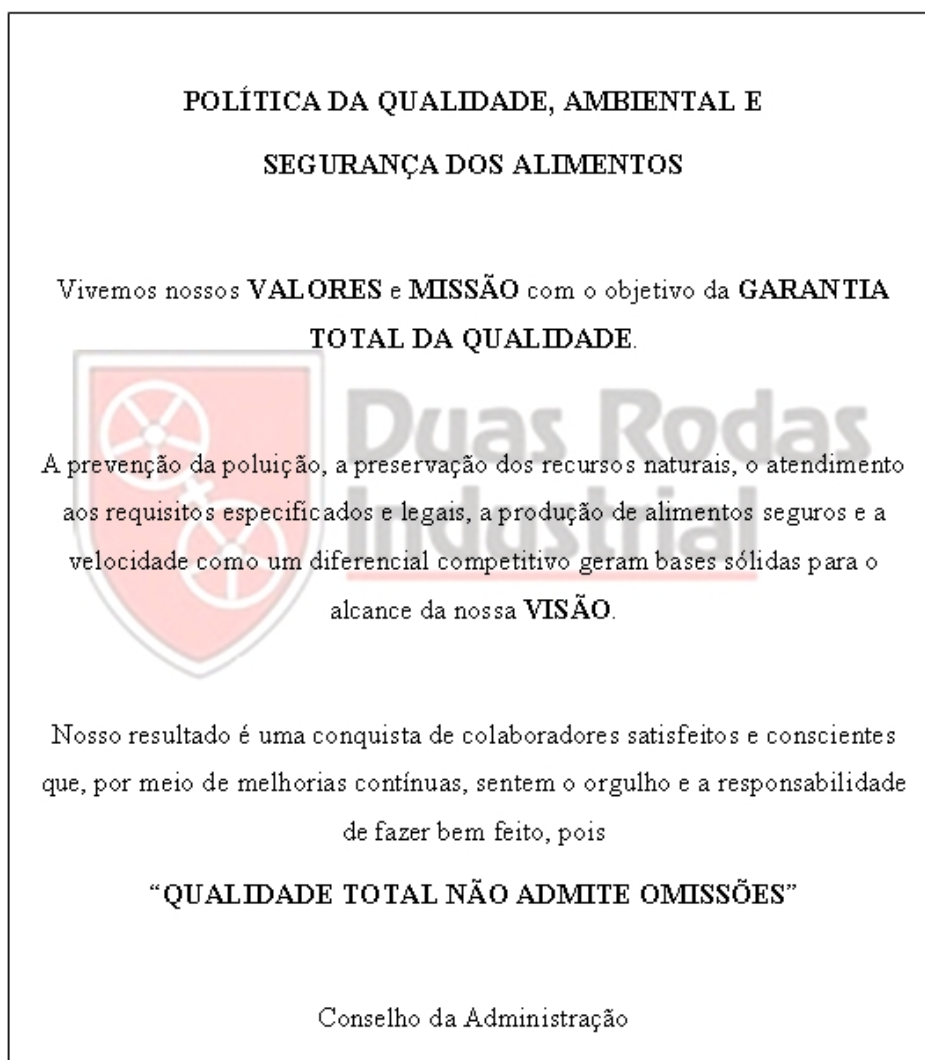 POLÍTICA DA QUALIDADE, AMBIENTAL E
SEGURANÇA DOS ALIMENTOS
Vivemos nossos VALORES e MISSÃO com o objetivo da GARANTIA
TOTAL DA QUALIDADE.
Duas Rodas
Industrial
A prevenção da poluição, a preservação dos recursos naturais, o atendimento
aos requisitos especificados e legais, a produção de alimentos seguros e a
velocidade como um diferencial competitivo geram bases sólidas para o
alcance da nossa VISÃO.
Nosso resultado é uma conquista de colaboradores satisfeitos e conscientes
que, por meio de melhorias contínuas, sentem o orgulho e a responsabilidade
de fazer bem feito, pois
“QUALIDADE TOTAL NÃO ADMITE OMISSÕES”
Conselho da Administração